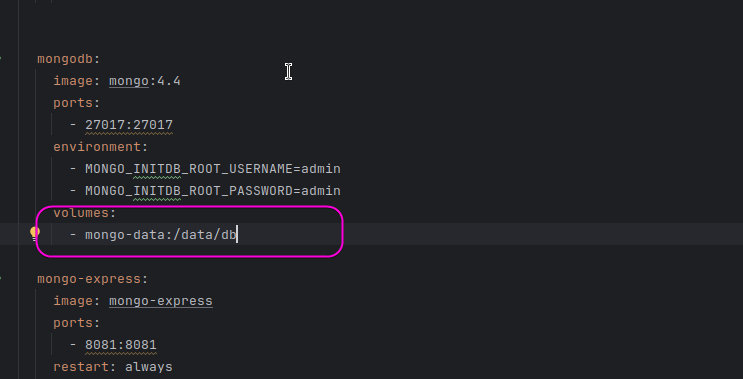 mongodb:
image: mongo:4.4
ports:
- 27017:27017
environment:
- MONGO_INITDB_ROOT_USERNAME=admin
- MONGO_INITDB_ROOT_PASSWORD=admin
volumes:
- mongo-data:/data/db
mongo-express:
image: mongo-express
ports:
- 8081:8081
restart: always